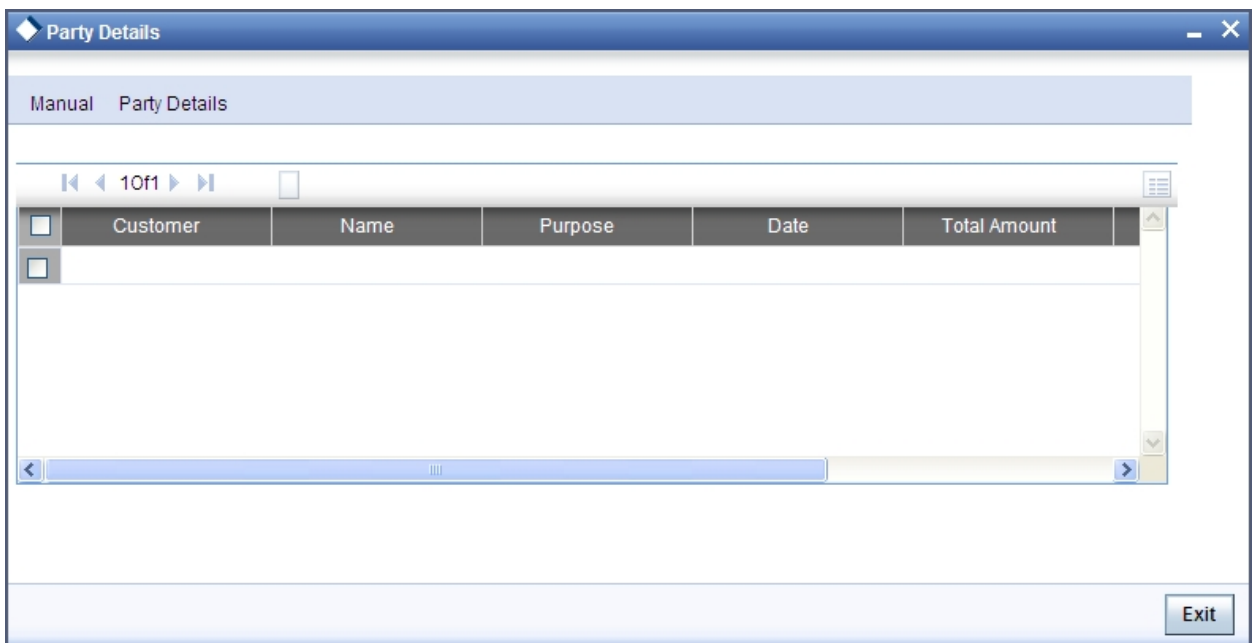 Party Details
Manual Party Details
1Of1
Customer Name Purpose Date Total Amount
Exit